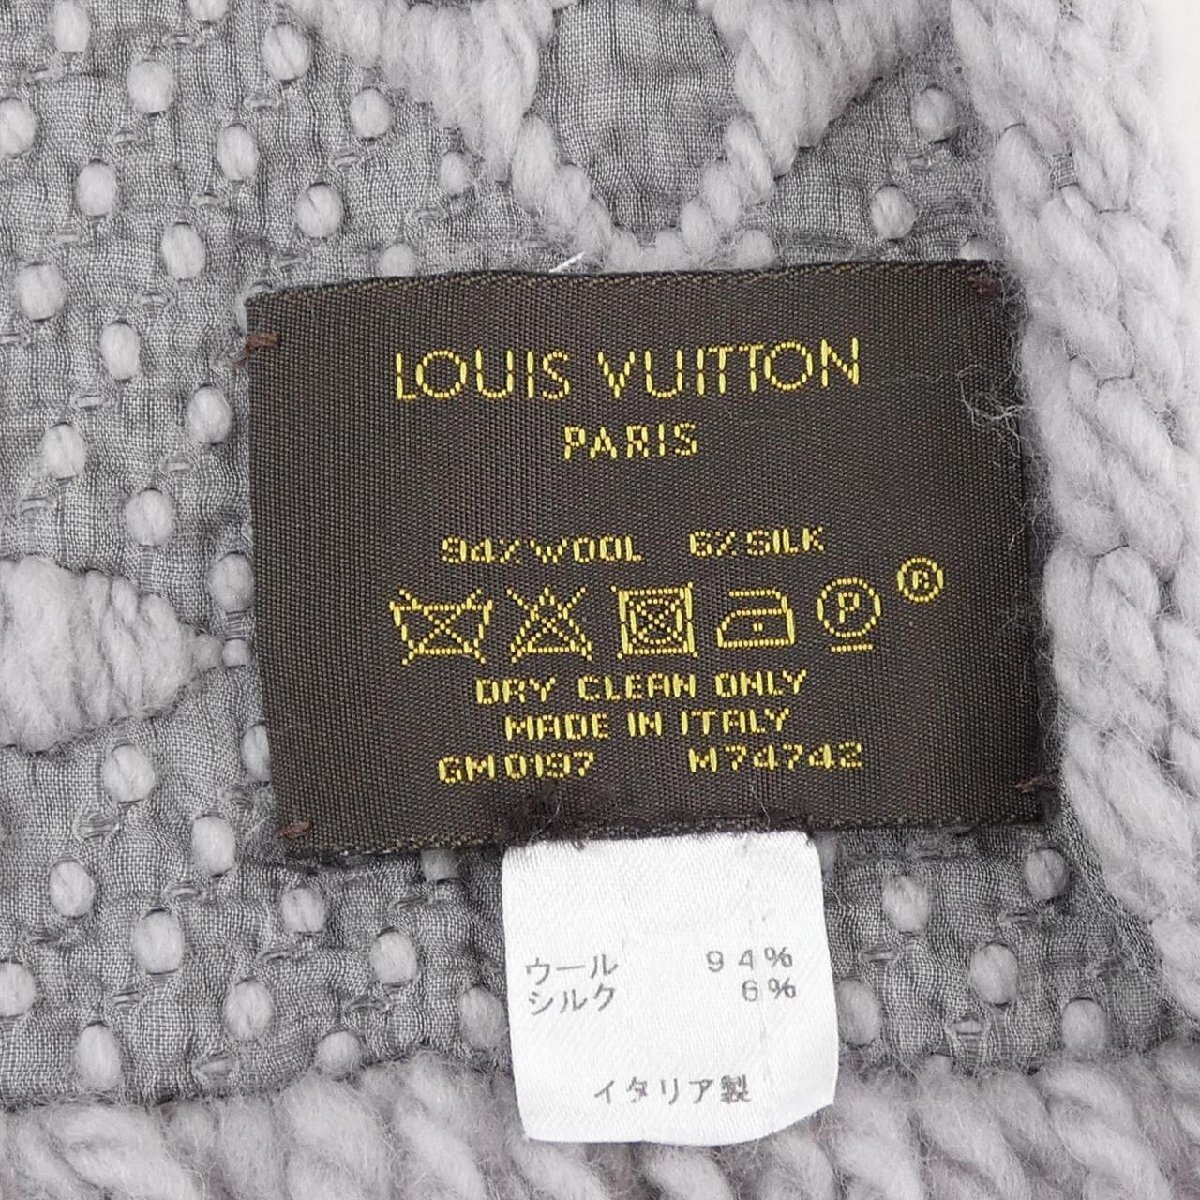 LOUIS VUITTON
PARIS
94% WOOL 6% SILK
P ®
DRY CLEAN ONLY
MADE IN ITALY
GM0197 M74742
ウール 94%
シルク 6%
イタリア製